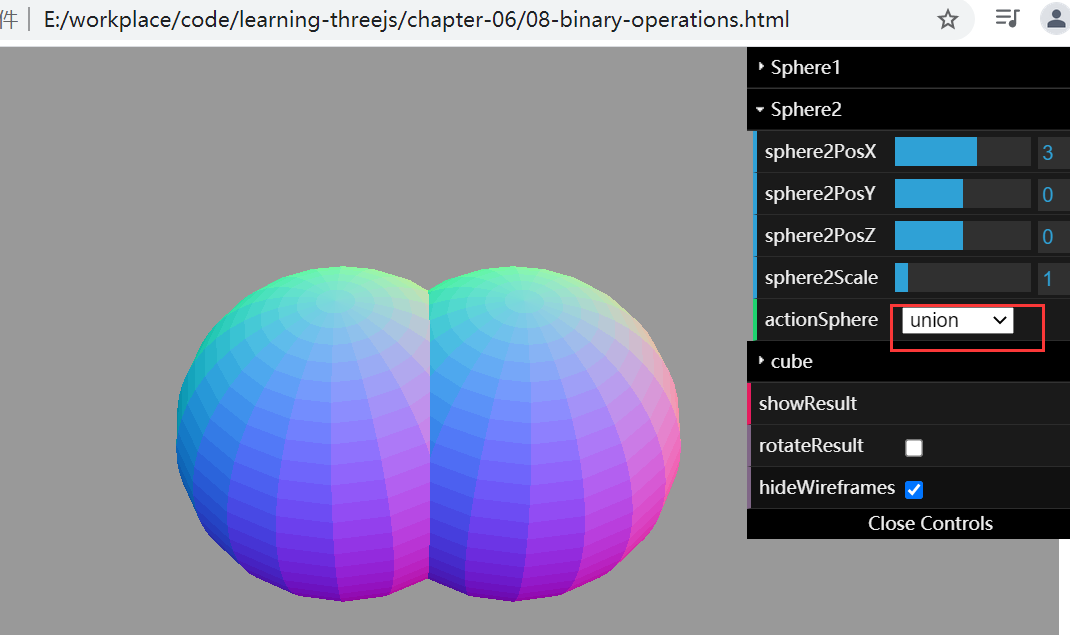 件 E:/workplace/code/learning-threejs/chapter-06/08-binary-operations.html
Sphere1
Sphere2
sphere2PosX 3
sphere2PosY 0
sphere2PosZ 0
sphere2Scale 1
actionSphere union
cube
showResult
rotateResult
hideWireframes
Close Controls